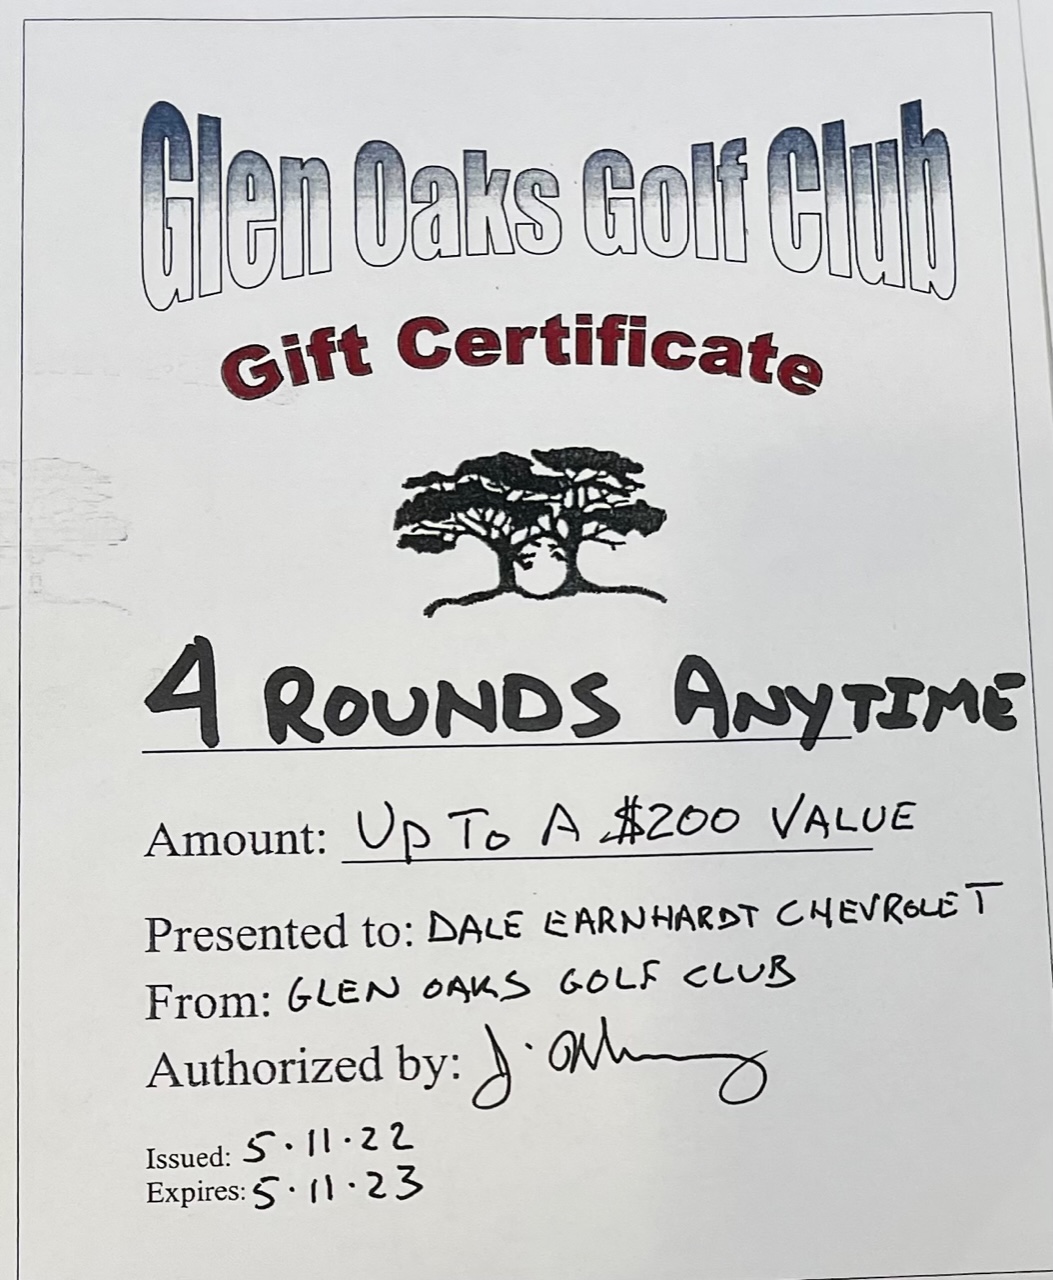 Glen Oaks Golf Club
Gift Certificate
4 ROUNDS ANYTIME
Amount: UP TO A $200 VALUE
Presented to: DALE EARNHARDT CHEVROLET
From: GLEN OAKS GOLF CLUB
Authorized by: J.
Issued: 5.11.22
Expires: 5.11.23